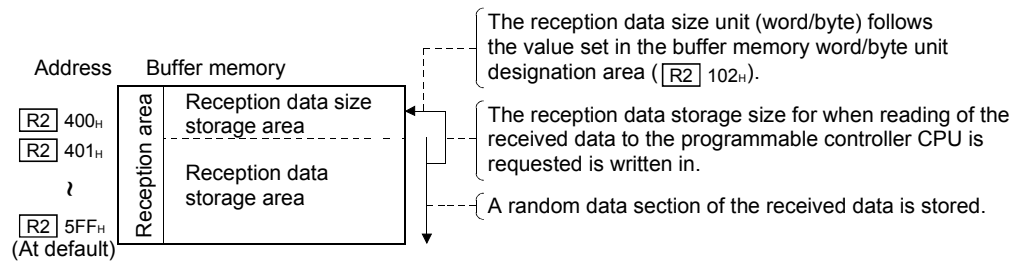 The reception data size unit (word/byte) follows
the value set in the buffer memory word/byte unit
designation area ( R2 102H).
Address Buffer memory
Reception area
R2 400H
R2 401H
~
R2 5FFH
(At default)
Reception data size
storage area
Reception data
storage area
The reception data storage size for when reading of the
received data to the programmable controller CPU is
requested is written in.
A random data section of the received data is stored.